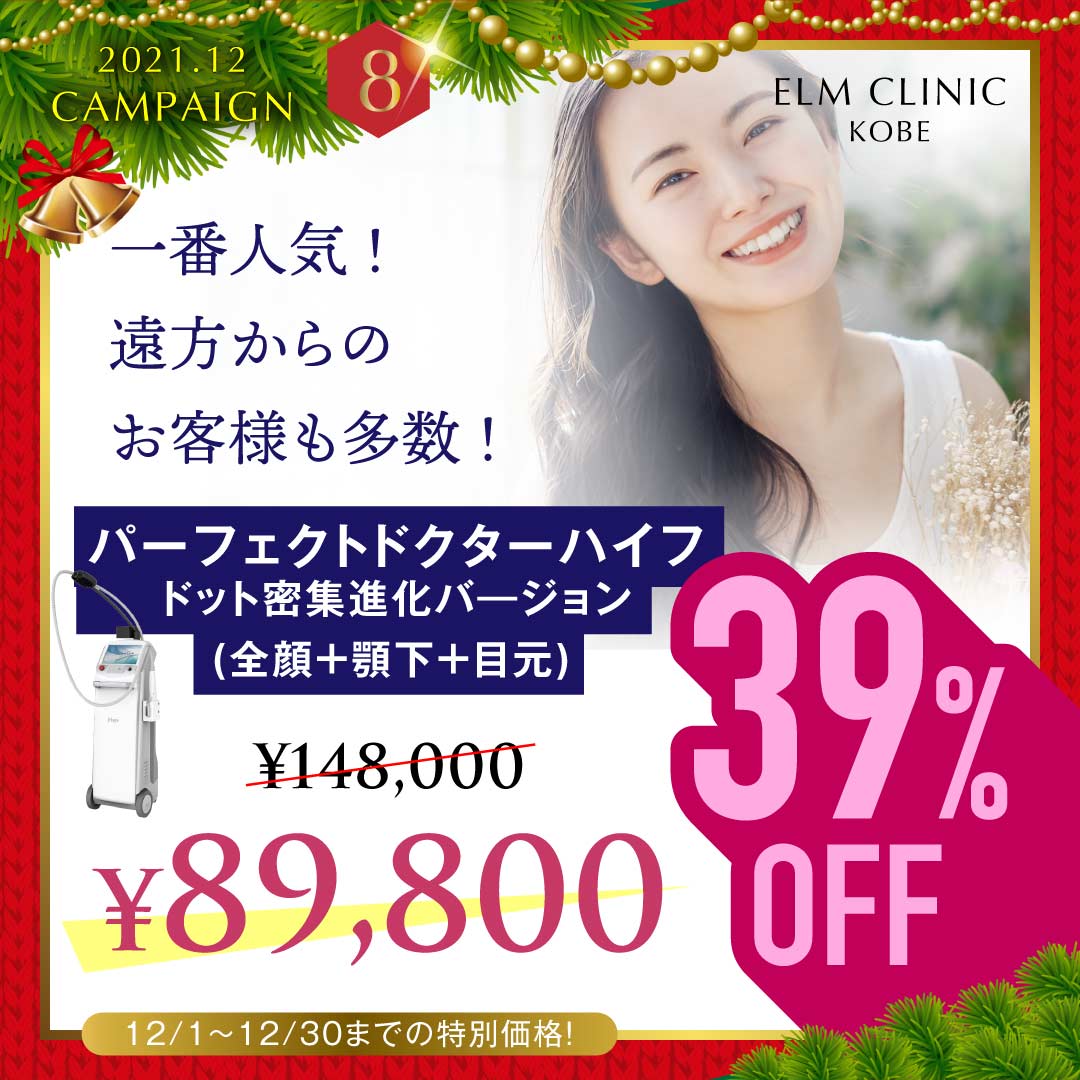 2021.12
CAMPAIGN
8
ELM CLINIC
KOBE
一番人気！
遠方からの
お客様も多数！
パーフェクトドクターハイフ
ドット密集進化バージョン
(全顔＋顎下＋目元)
¥148,000
¥89,800
39%
OFF
12/1～12/30までの特別価格!